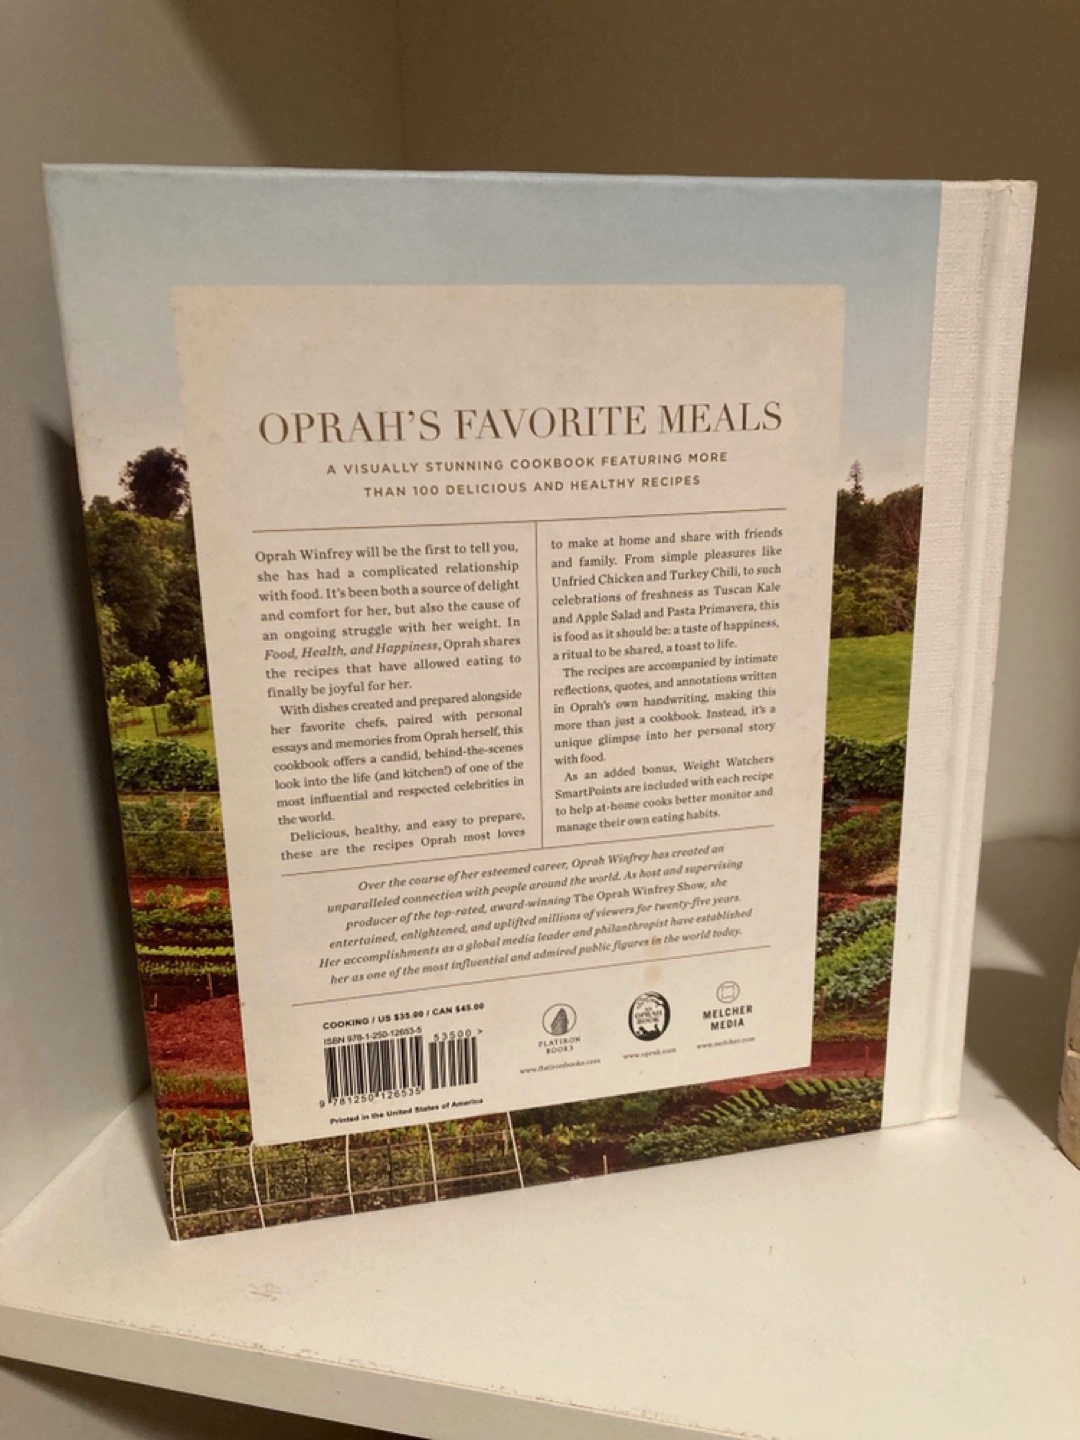 OPRAH'S FAVORITE MEALS
A VISUALLY STUNNING COOKBOOK FEATURING MORE
THAN 100 DELICIOUS AND HEALTHY RECIPES
Oprah Winfrey will be the first to tell you,
she has had a complicated relationship
with food. It's been both a source of delight
and comfort for her, but also the cause of
an ongoing struggle with her weight. In
Food, Health, and Happiness, Oprah shares
the recipes that have allowed eating to
finally be joyful for her.
With dishes created and prepared alongside
her favorite chefs, paired with personal
essays and memories from Oprah herself, this
cookbook offers a candid, behind-the-scenes
look into the life (and kitchen!) of one of the
most influential and respected celebrities in
the world.
Delicious, healthy, and easy to prepare,
these are the recipes Oprah most loves
to make at home and share with friends
and family. From simple pleasures like
Unfried Chicken and Turkey Chili, to such
celebrations of freshness as Tuscan Kale
and Apple Salad and Pasta Primavera, this
is food as it should be: a taste of happiness,
a ritual to be shared, a toast to life.
The recipes are accompanied by intimate
reflections, quotes, and annotations written
in Oprah's own handwriting, making this
more than just a cookbook. Instead, it's a
unique glimpse into her personal story
with food.
As an added bonus, Weight Watchers
SmartPoints are included with each recipe
to help at-home cooks better monitor and
manage their own eating habits.
Over the course of her esteemed career, Oprah Winfrey has created an
unparalleled connection with people around the world. As host and supervising
producer of the top-rated, award-winning The Oprah Winfrey Show, she
entertained, enlightened, and uplifted millions of viewers for twenty-five years.
Her accomplishments as a global media leader and philanthropist have established
her as one of the most influential and admired public figures in the world today.
COOKING / US $35.00 / CAN $45.00
ISBN 978-1-250-12653-5
53500 >
9 781250 126535
Printed in the United States of America
FLATIRON
BOOKS
www.flatironbooks.com
AN
OPRAH
BOOK
www.oprah.com
MELCHER
MEDIA
www.melcher.com